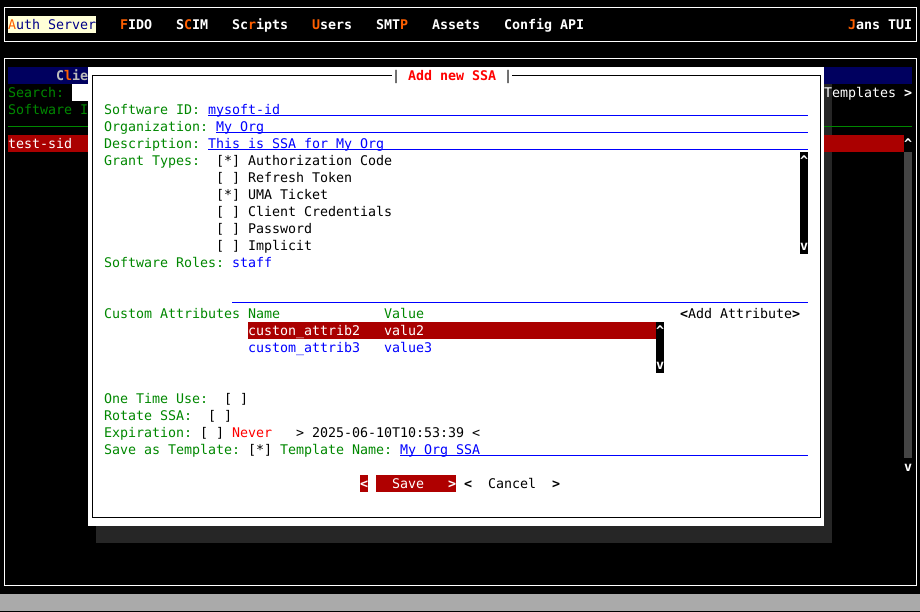 Auth Server FIDO SCIM Scripts Users SMTP Assets Config API Jans TUI
Clie
Search: Templates >
Software I
test-sid ^
| Add new SSA |
Software ID: mysoft-id
Organization: My Org
Description: This is SSA for My Org
Grant Types: [*] Authorization Code ^
[ ] Refresh Token
[*] UMA Ticket
[ ] Client Credentials
[ ] Password
[ ] Implicit v
Software Roles: staff
Custom Attributes Name Value <Add Attribute>
custon_attrib2 valu2 ^
custom_attrib3 value3
v
One Time Use: [ ]
Rotate SSA: [ ]
Expiration: [ ] Never > 2025-06-10T10:53:39 <
Save as Template: [*] Template Name: My Org SSA
v
< Save > < Cancel >